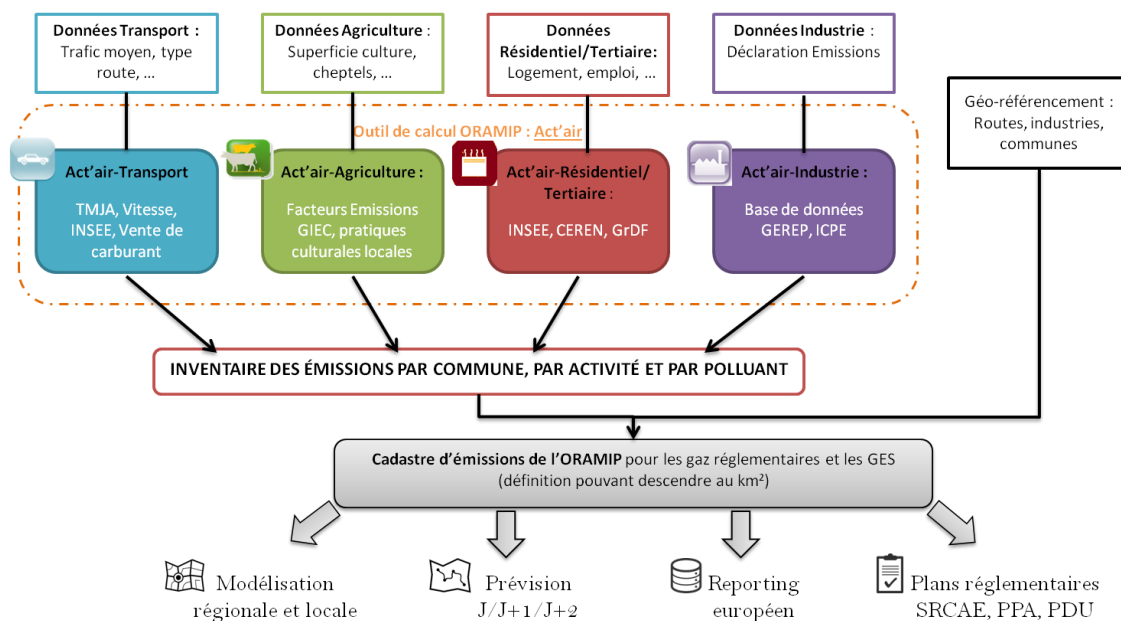 Données Transport :
Trafic moyen, type
route, ...
Données Agriculture :
Superficie culture,
cheptels, ...
Données
Résidentiel/Tertiaire:
Logement, emploi, ...
Données Industrie :
Déclaration Emissions
Géo-référencement :
Routes, industries,
communes
Outil de calcul ORAMIP : Act'air
Act'air-Transport
TMJA, Vitesse,
INSEE, Vente de
carburant
Act'air-Agriculture :
Facteurs Emissions
GIEC, pratiques
culturales locales
Act'air-Résidentiel/
Tertiaire :
INSEE, CEREN, GrDF
Act'air-Industrie :
Base de données
GEREP, ICPE
INVENTAIRE DES ÉMISSIONS PAR COMMUNE, PAR ACTIVITÉ ET PAR POLLUANT
Cadastre d'émissions de l'ORAMIP pour les gaz réglementaires et les GES
(définition pouvant descendre au km²)
Modélisation
régionale et locale
Prévision
J/J+1/J+2
Reporting
européen
Plans réglementaires
SRCAE, PPA, PDU